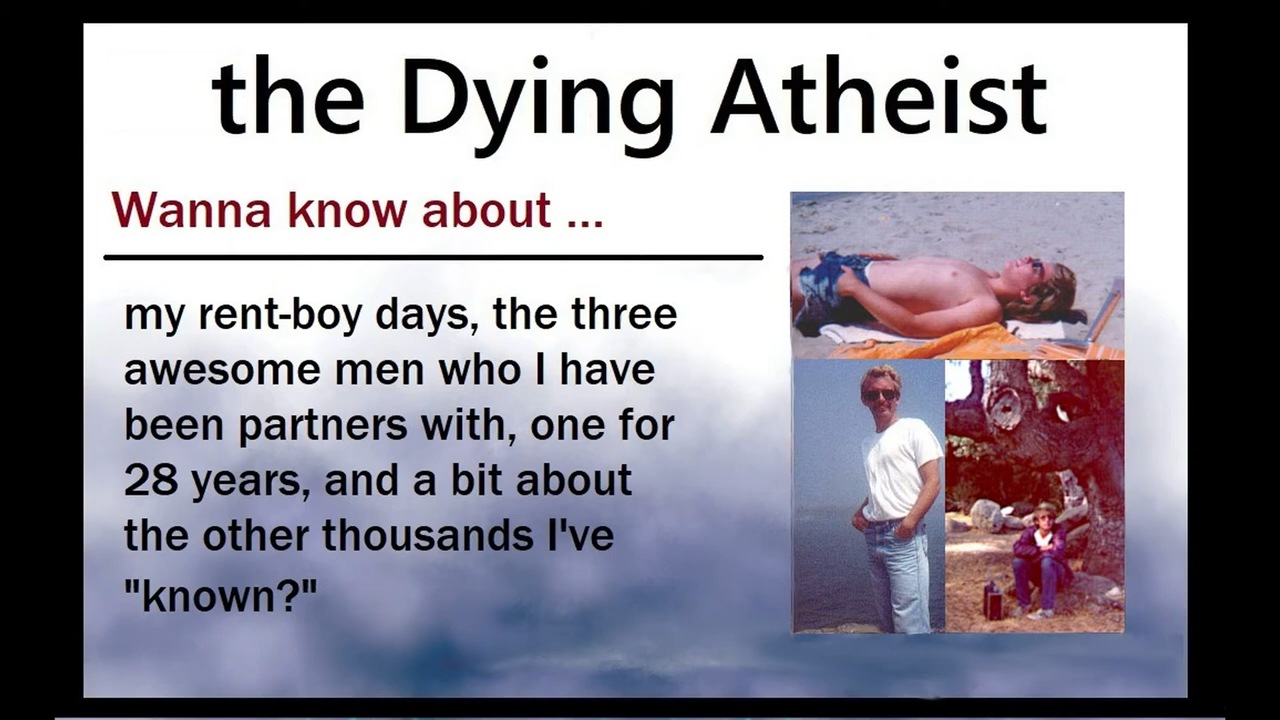 the Dying Atheist
Wanna know about ...
my rent-boy days, the three
awesome men who I have
been partners with, one for
28 years, and a bit about
the other thousands I've
"known?"